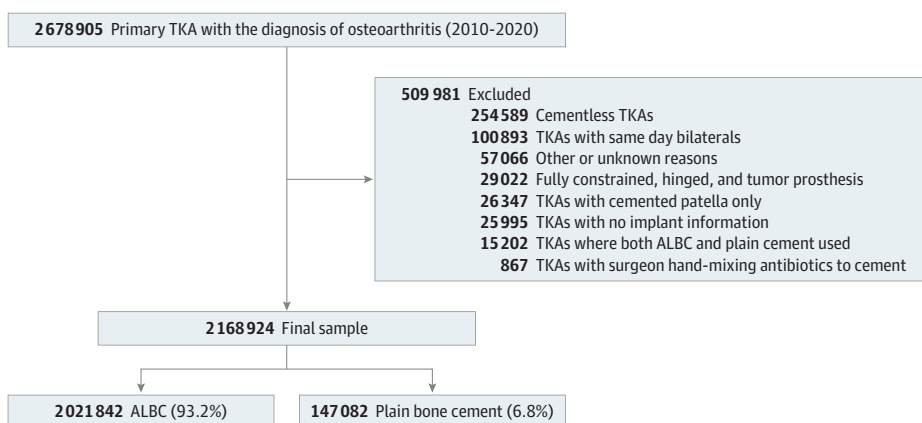 2678905 Primary TKA with the diagnosis of osteoarthritis (2010-2020)
509981 Excluded
254589 Cementless TKAs
100893 TKAs with same day bilaterals
57066 Other or unknown reasons
29022 Fully constrained, hinged, and tumor prosthesis
26347 TKAs with cemented patella only
25995 TKAs with no implant information
15202 TKAs where both ALBC and plain cement used
867 TKAs with surgeon hand-mixing antibiotics to cement
2168924 Final sample
2021842 ALBC (93.2%)
147082 Plain bone cement (6.8%)